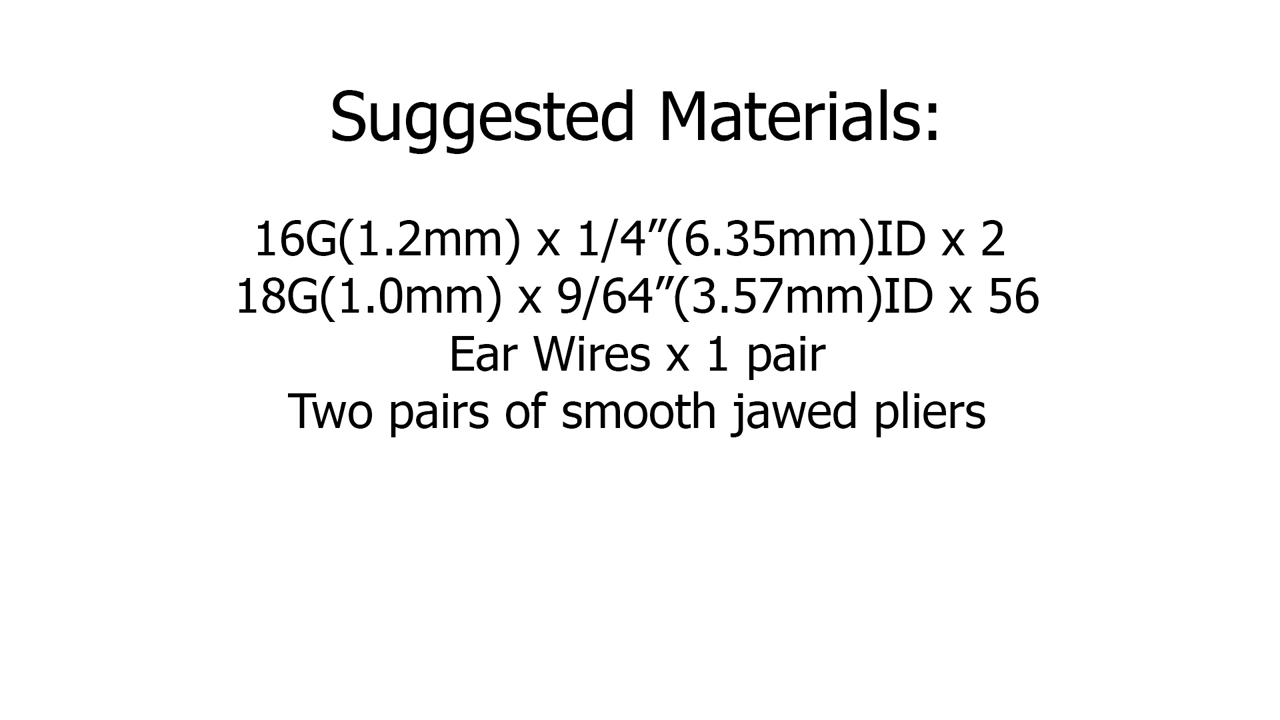 Suggested Materials:
16G(1.2mm) x 1/4”(6.35mm)ID x 2
18G(1.0mm) x 9/64”(3.57mm)ID x 56
Ear Wires x 1 pair
Two pairs of smooth jawed pliers